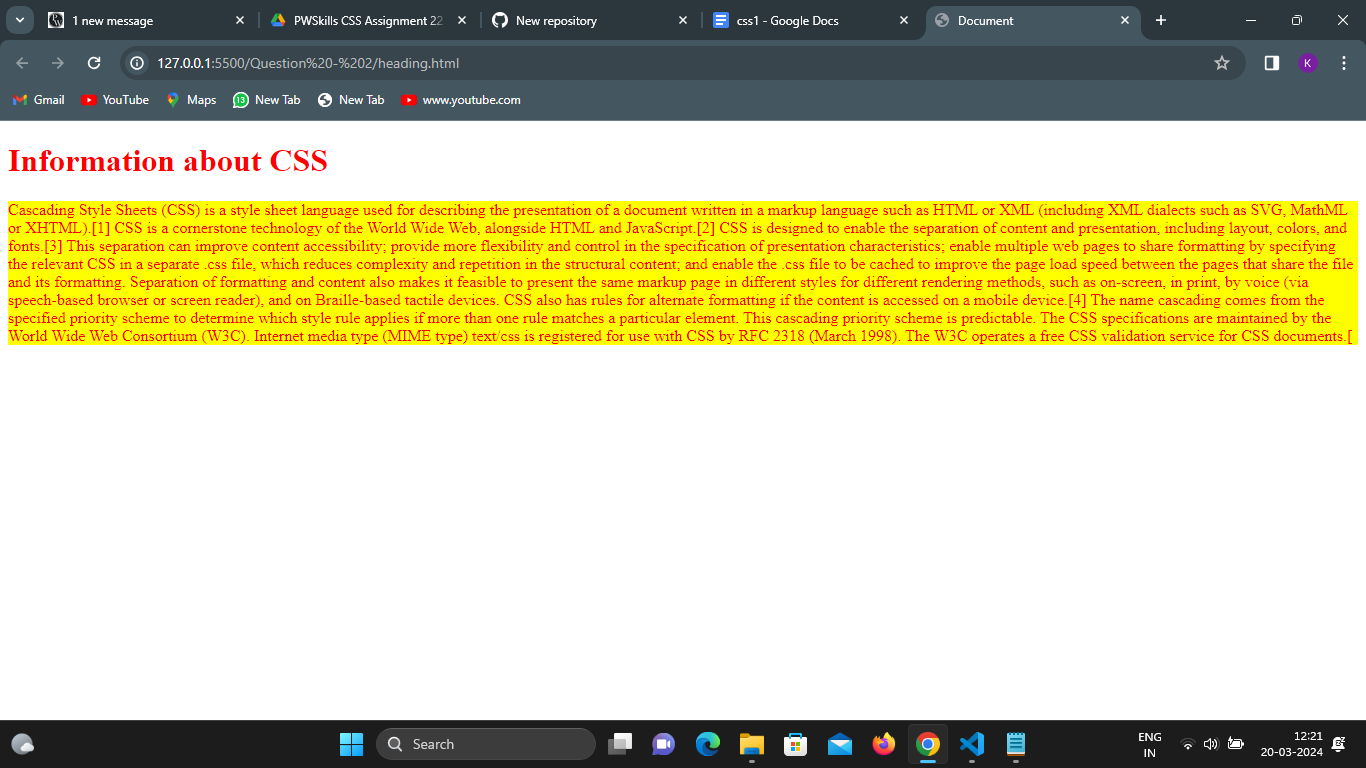 1 new message
PWSkills CSS Assignment 22
New repository
css1 - Google Docs
Document
127.0.0.1:5500/Question%20-%202/heading.html
K
Gmail
YouTube
Maps
13
New Tab
New Tab
www.youtube.com
Information about CSS
Cascading Style Sheets (CSS) is a style sheet language used for describing the presentation of a document written in a markup language such as HTML or XML (including XML dialects such as SVG, MathML
or XHTML).[1] CSS is a cornerstone technology of the World Wide Web, alongside HTML and JavaScript.[2] CSS is designed to enable the separation of content and presentation, including layout, colors, and
fonts.[3] This separation can improve content accessibility; provide more flexibility and control in the specification of presentation characteristics; enable multiple web pages to share formatting by specifying
the relevant CSS in a separate .css file, which reduces complexity and repetition in the structural content; and enable the .css file to be cached to improve the page load speed between the pages that share the file
and its formatting. Separation of formatting and content also makes it feasible to present the same markup page in different styles for different rendering methods, such as on-screen, in print, by voice (via
speech-based browser or screen reader), and on Braille-based tactile devices. CSS also has rules for alternate formatting if the content is accessed on a mobile device.[4] The name cascading comes from the
specified priority scheme to determine which style rule applies if more than one rule matches a particular element. This cascading priority scheme is predictable. The CSS specifications are maintained by the
World Wide Web Consortium (W3C). Internet media type (MIME type) text/css is registered for use with CSS by RFC 2318 (March 1998). The W3C operates a free CSS validation service for CSS documents.[
Search
ENG
IN
12:21
20-03-2024